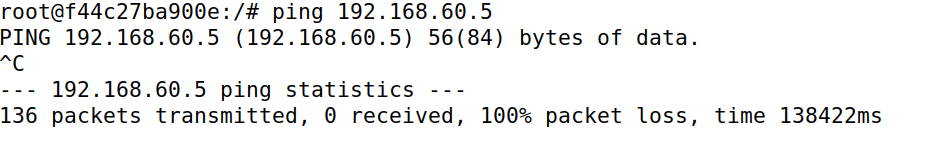 root@f44c27ba900e:/# ping 192.168.60.5
PING 192.168.60.5 (192.168.60.5) 56(84) bytes of data.
^C
--- 192.168.60.5 ping statistics ---
136 packets transmitted, 0 received, 100% packet loss, time 138422ms